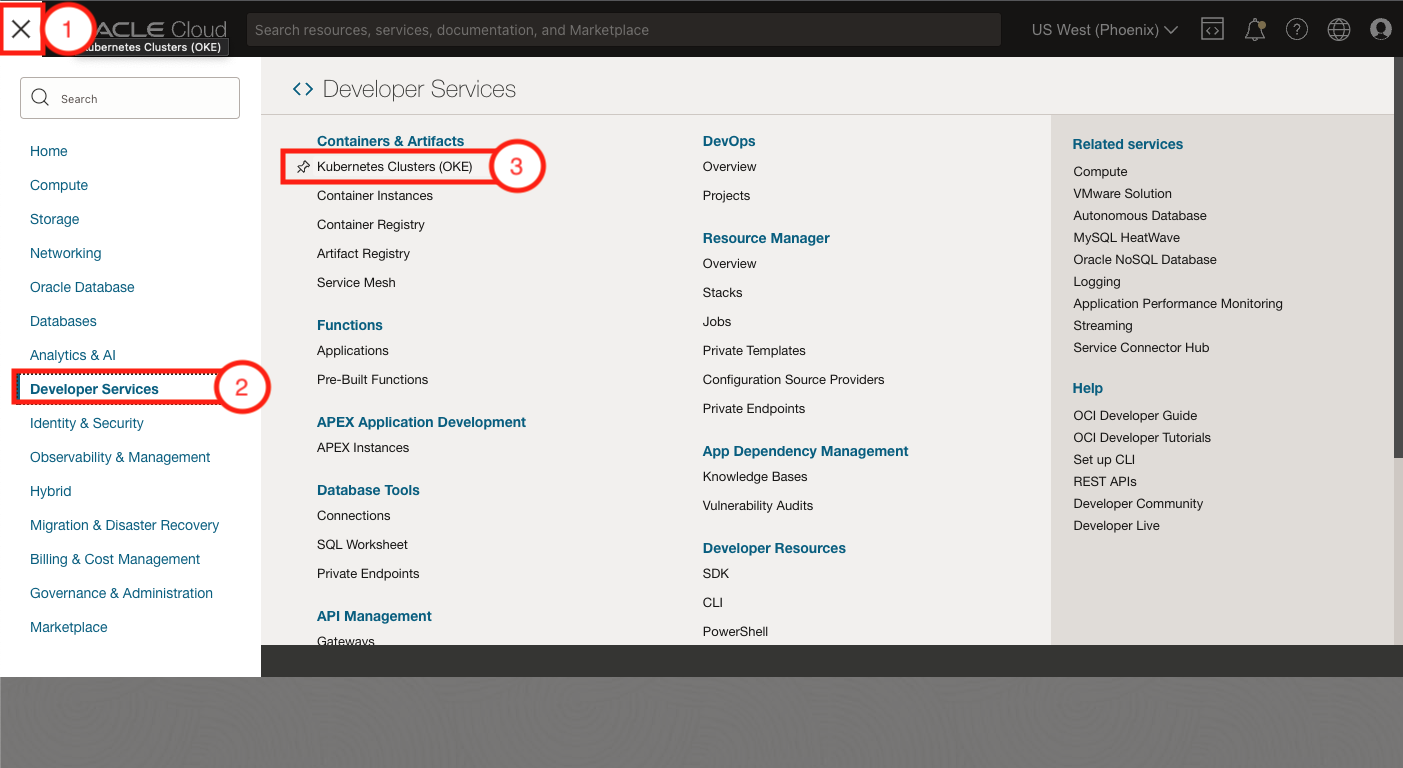 1
ACLE Cloud
Kubernetes Clusters (OKE)
Search resources, services, documentation, and Marketplace
US West (Phoenix)
Search
Home
Compute
Storage
Networking
Oracle Database
Databases
Analytics & AI
Developer Services
2
Identity & Security
Observability & Management
Hybrid
Migration & Disaster Recovery
Billing & Cost Management
Governance & Administration
Marketplace
Developer Services
Containers & Artifacts
Kubernetes Clusters (OKE)
3
Container Instances
Container Registry
Artifact Registry
Service Mesh
Functions
Applications
Pre-Built Functions
APEX Application Development
APEX Instances
Database Tools
Connections
SQL Worksheet
Private Endpoints
API Management
Gateways
DevOps
Overview
Projects
Resource Manager
Overview
Stacks
Jobs
Private Templates
Configuration Source Providers
Private Endpoints
App Dependency Management
Knowledge Bases
Vulnerability Audits
Developer Resources
SDK
CLI
PowerShell
Related services
Compute
VMware Solution
Autonomous Database
MySQL HeatWave
Oracle NoSQL Database
Logging
Application Performance Monitoring
Streaming
Service Connector Hub
Help
OCI Developer Guide
OCI Developer Tutorials
Set up CLI
REST APIs
Developer Community
Developer Live